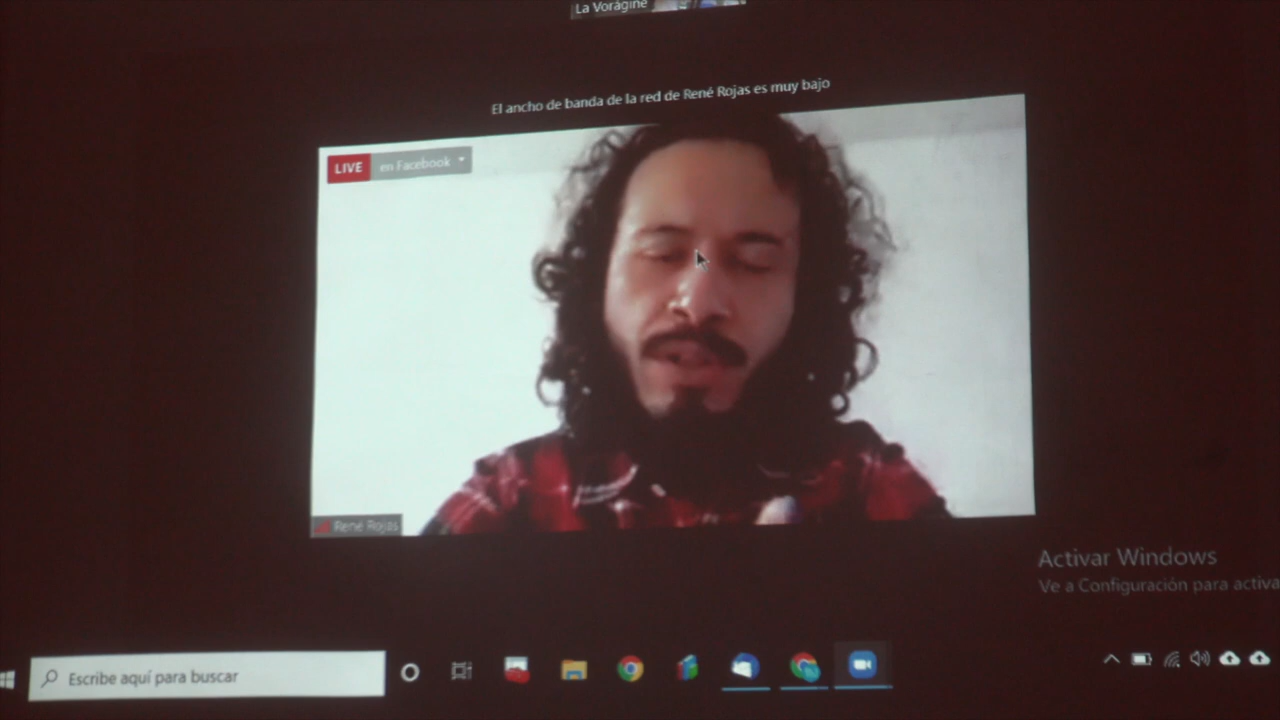 La Vorágine
El ancho de banda de la red de René Rojas es muy bajo
LIVE en Facebook
René Rojas
Activar Windows
Ve a Configuración para activa
Escribe aquí para buscar